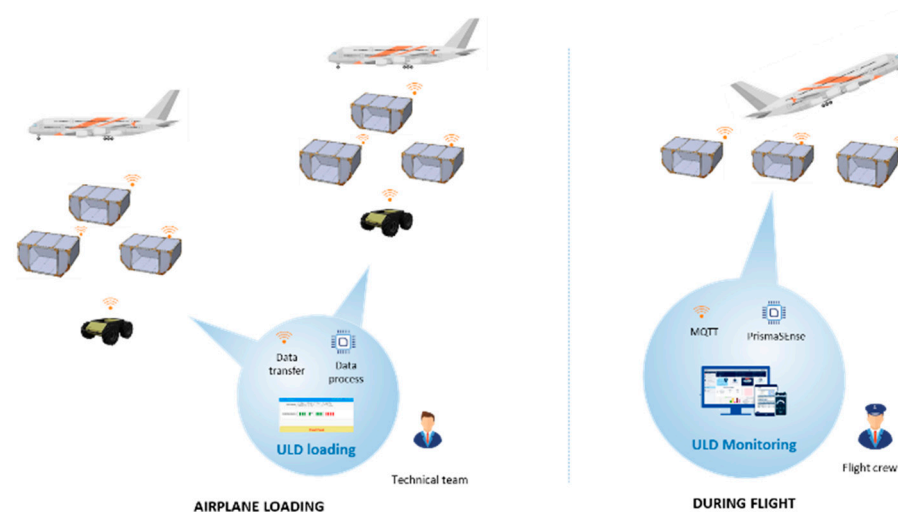 Data
transfer
Data
process
ULD loading
Technical team
AIRPLANE LOADING
MQTT
PrismaSEnse
ULD Monitoring
Flight crew
DURING FLIGHT